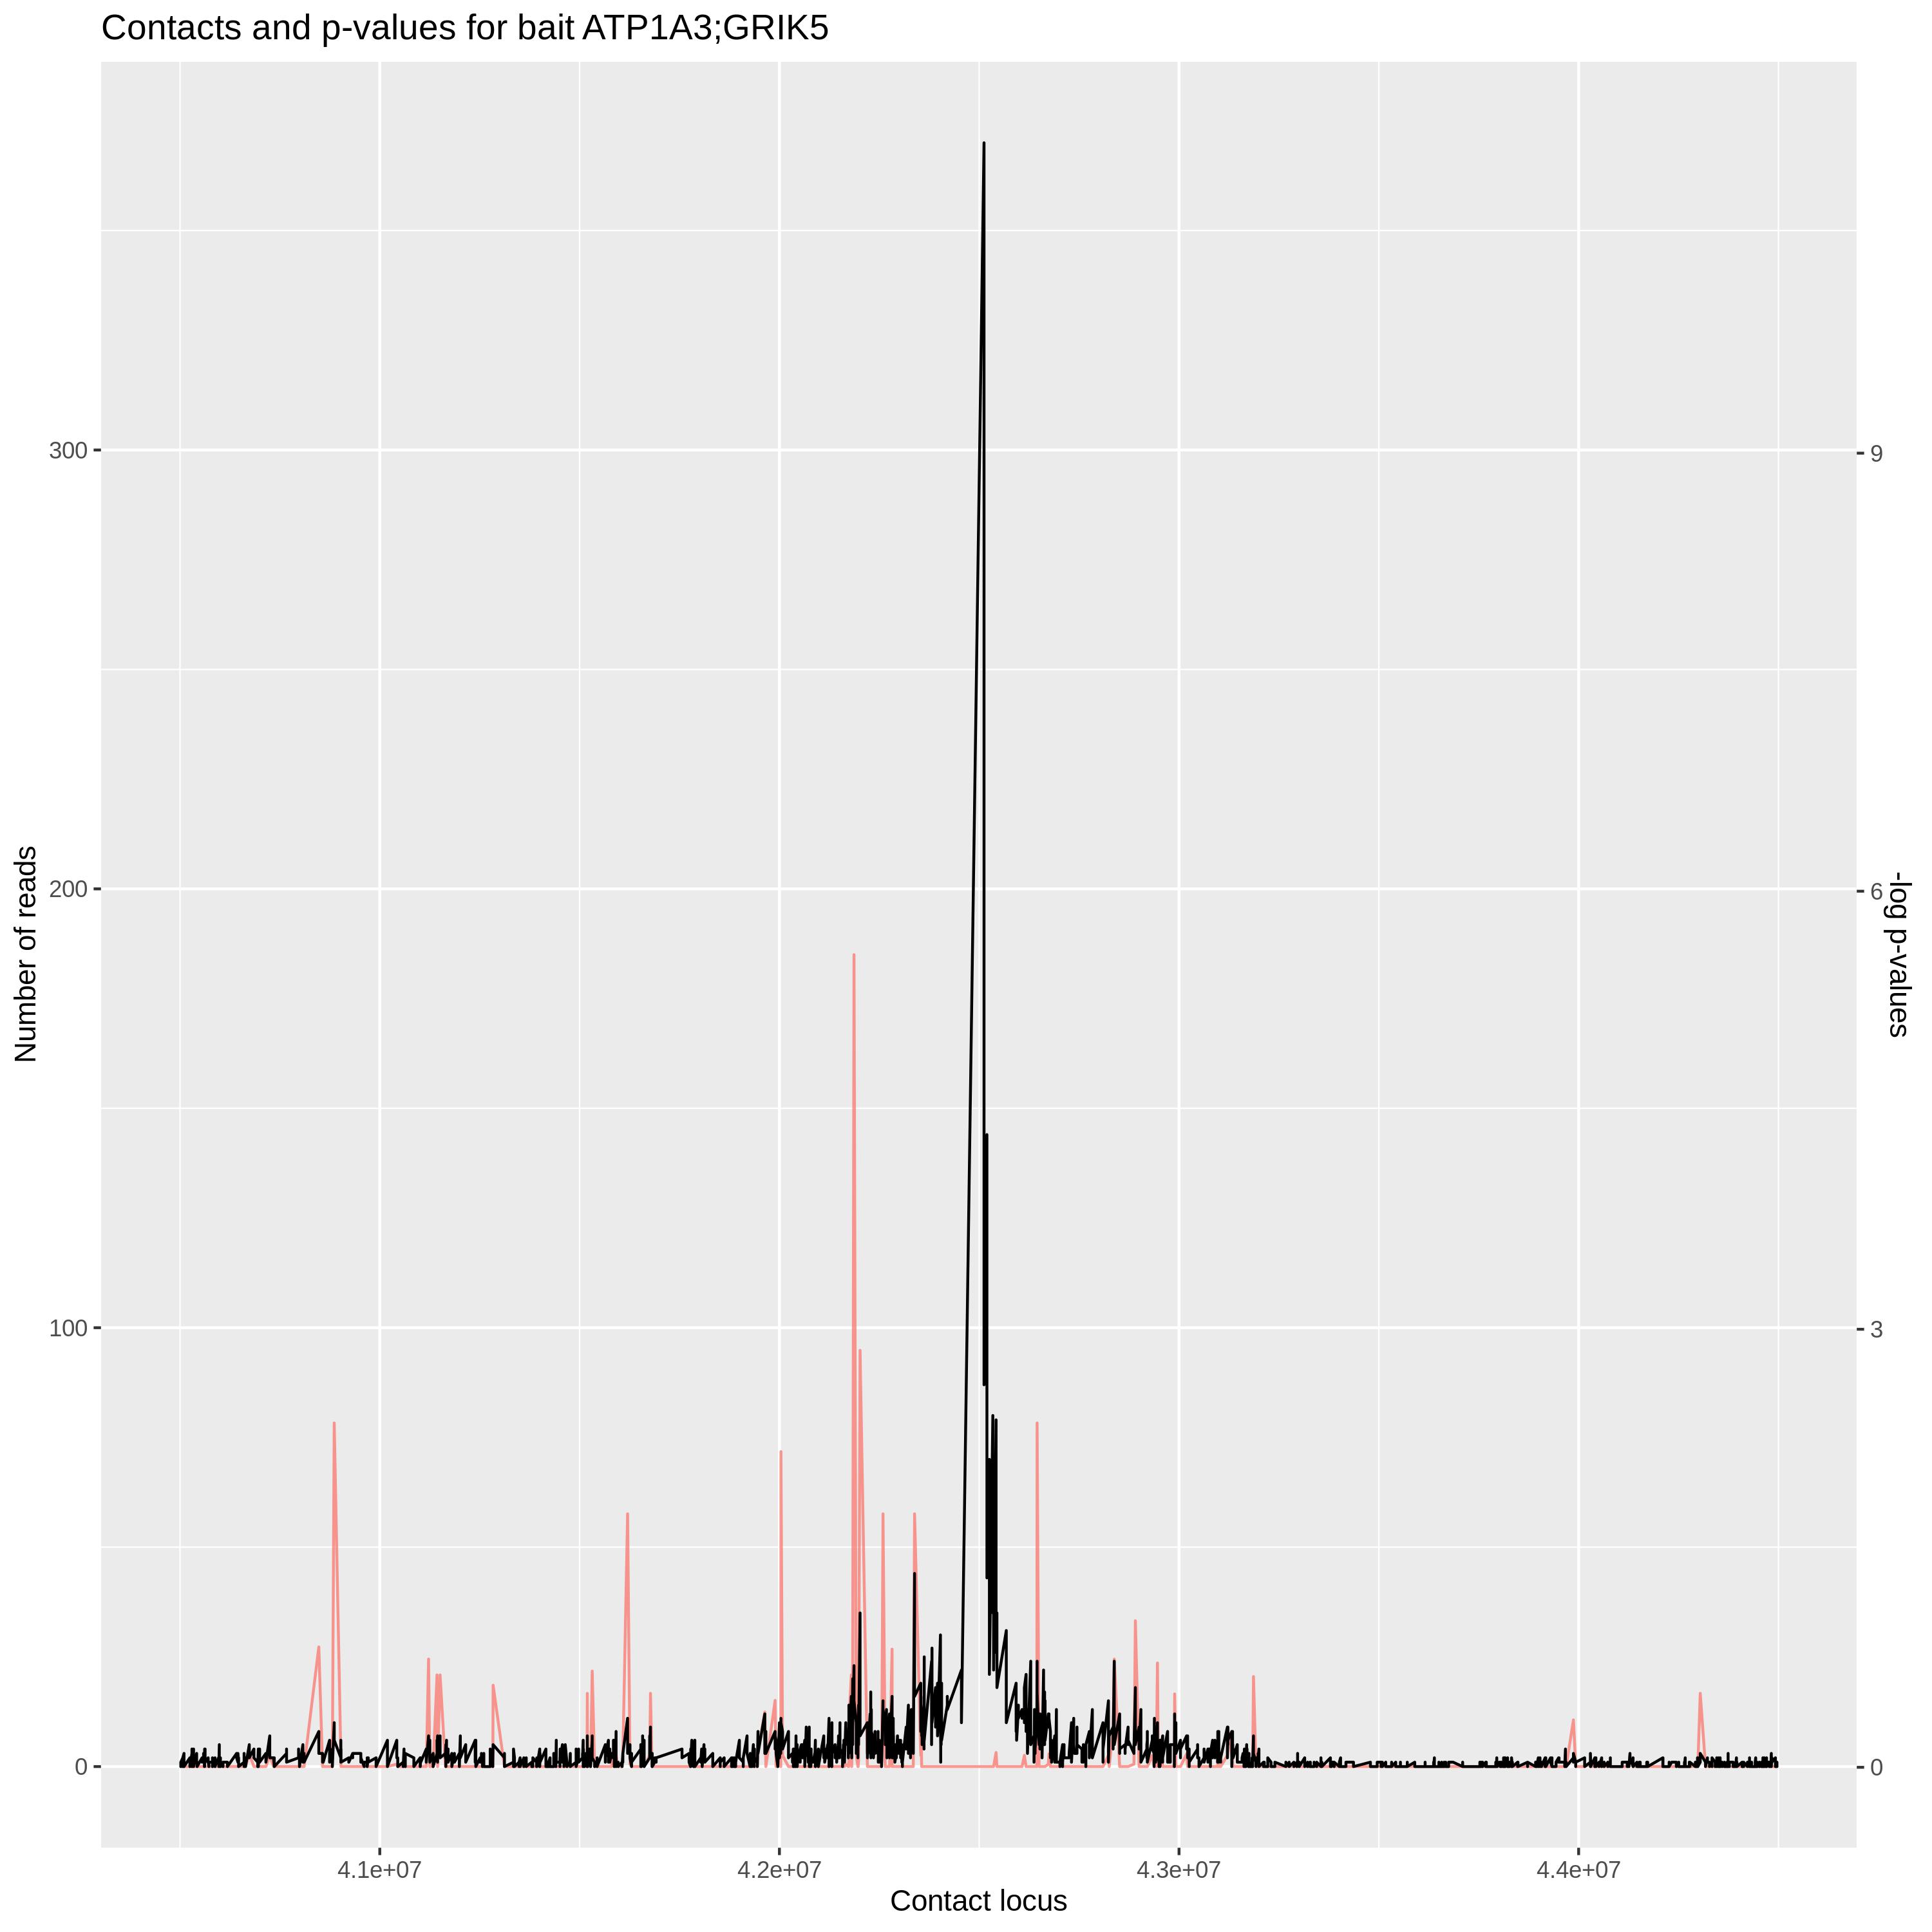 Contacts and p-values for bait ATP1A3;GRIK5
300
200
100
0
9
6
3
0
Number of reads
-log p-values
4.1e+07 4.2e+07 4.3e+07 4.4e+07
Contact locus